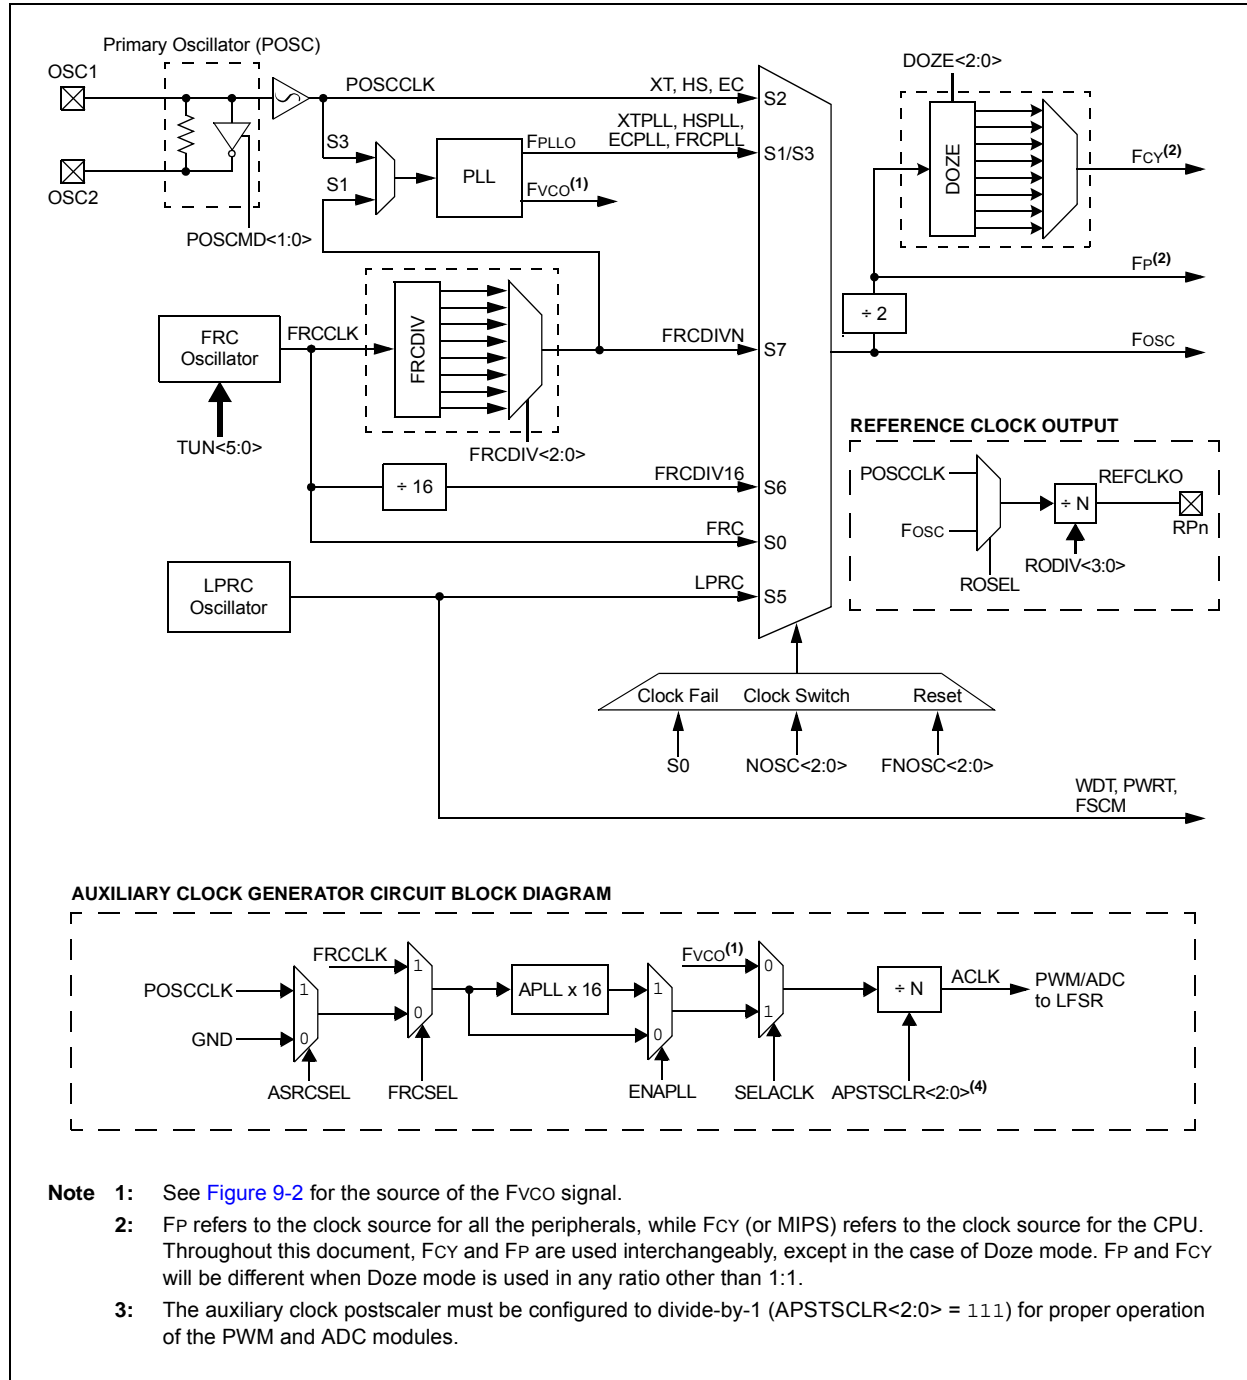 Primary Oscillator (POSC)
OSC1
OSC2
POSCMD<1:0>
POSCCLK
XT, HS, EC
S2
S3
S1
PLL
FPLLO
XTPLL, HSPLL,
ECPLL, FRCPLL
S1/S3
FVCO(1)
DOZE<2:0>
DOZE
FCY(2)
FP(2)
÷ 2
FOSC
FRC
Oscillator
TUN<5:0>
FRCCLK
FRCDIV
FRCDIV<2:0>
FRCDIVN
S7
÷ 16
FRCDIV16
S6
FRC
S0
LPRC
Oscillator
LPRC
S5
REFERENCE CLOCK OUTPUT
POSCCLK
FOSC
ROSEL
÷ N
RODIV<3:0>
REFCLKO
RPn
Clock Fail Clock Switch Reset
S0 NOSC<2:0> FNOSC<2:0>
WDT, PWRT,
FSCM
AUXILIARY CLOCK GENERATOR CIRCUIT BLOCK DIAGRAM
POSCCLK
GND
1
0
ASRCSEL
FRCCLK
1
0
FRCSEL
APLL x 16
1
0
ENAPLL
FVCO(1)
0
1
SELACLK
÷ N
APSTSCLR<2:0>(4)
ACLK
PWM/ADC
to LFSR
Note 1: See Figure 9-2 for the source of the FVCO signal.
2: FP refers to the clock source for all the peripherals, while FCY (or MIPS) refers to the clock source for the CPU.
Throughout this document, FCY and FP are used interchangeably, except in the case of Doze mode. FP and FCY
will be different when Doze mode is used in any ratio other than 1:1.
3: The auxiliary clock postscaler must be configured to divide-by-1 (APSTSCLR<2:0> = 111) for proper operation
of the PWM and ADC modules.